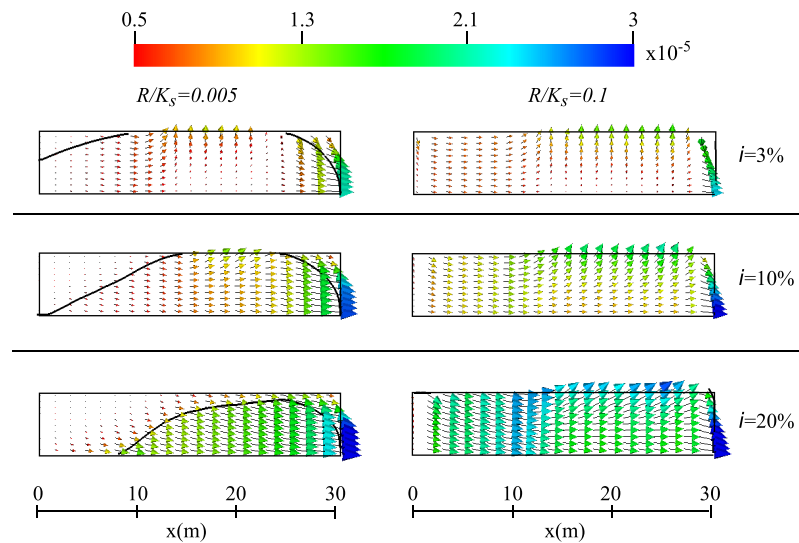 0.5 1.3 2.1 3
x10⁻⁵
R/Kₛ=0.005 R/Kₛ=0.1
i=3%
i=10%
i=20%
0 10 20 30 0 10 20 30
x(m) x(m)